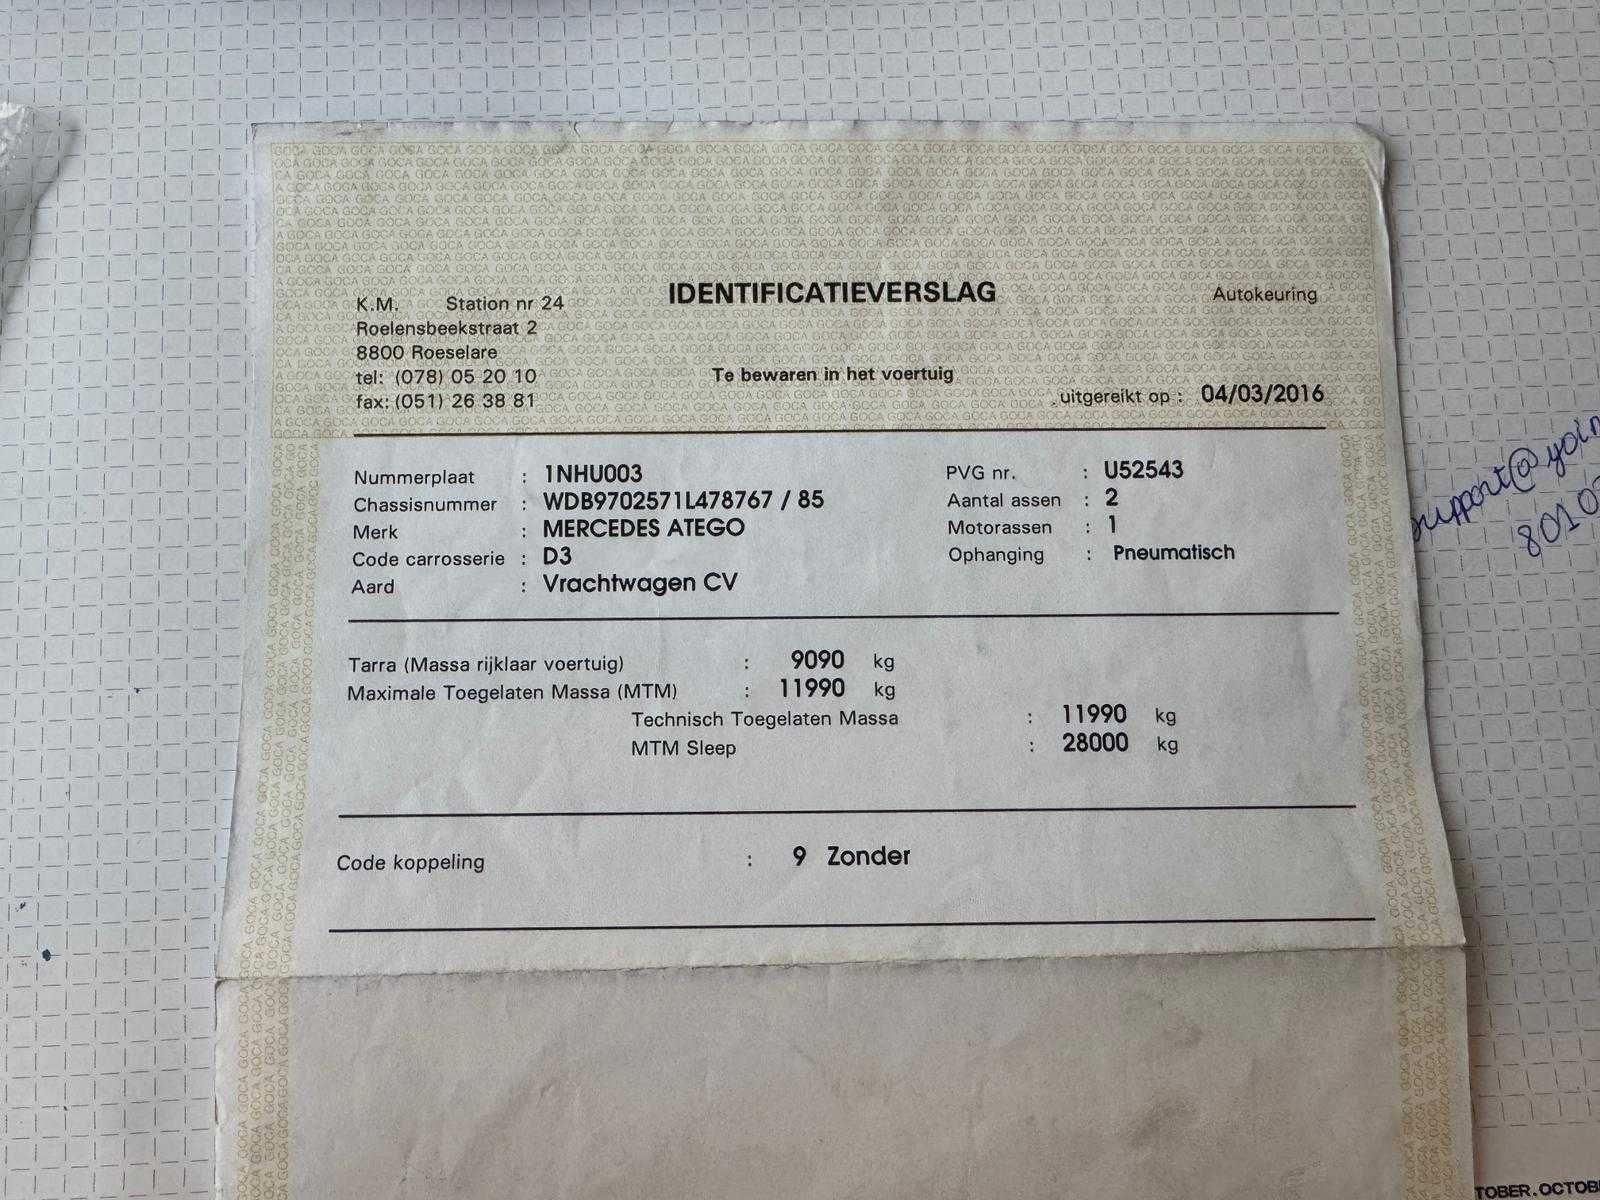 IDENTIFICATIEVERSLAG
Autokeuring
K.M. Station nr 24
Roelensbeekstraat 2
8800 Roeselare
tel: (078) 05 20 10
fax: (051) 26 38 81
Te bewaren in het voertuig
uitgereikt op : 04/03/2016
Nummerplaat : 1NHU003
Chassisnummer : WDB9702571L478767 / 85
Merk : MERCEDES ATEGO
Code carrosserie : D3
Aard : Vrachtwagen CV
PVG nr. : U52543
Aantal assen : 2
Motorassen : 1
Ophanging : Pneumatisch
Tarra (Massa rijklaar voertuig) : 9090 kg
Maximale Toegelaten Massa (MTM) : 11990 kg
Technisch Toegelaten Massa : 11990 kg
MTM Sleep : 28000 kg
Code koppeling : 9 Zonder